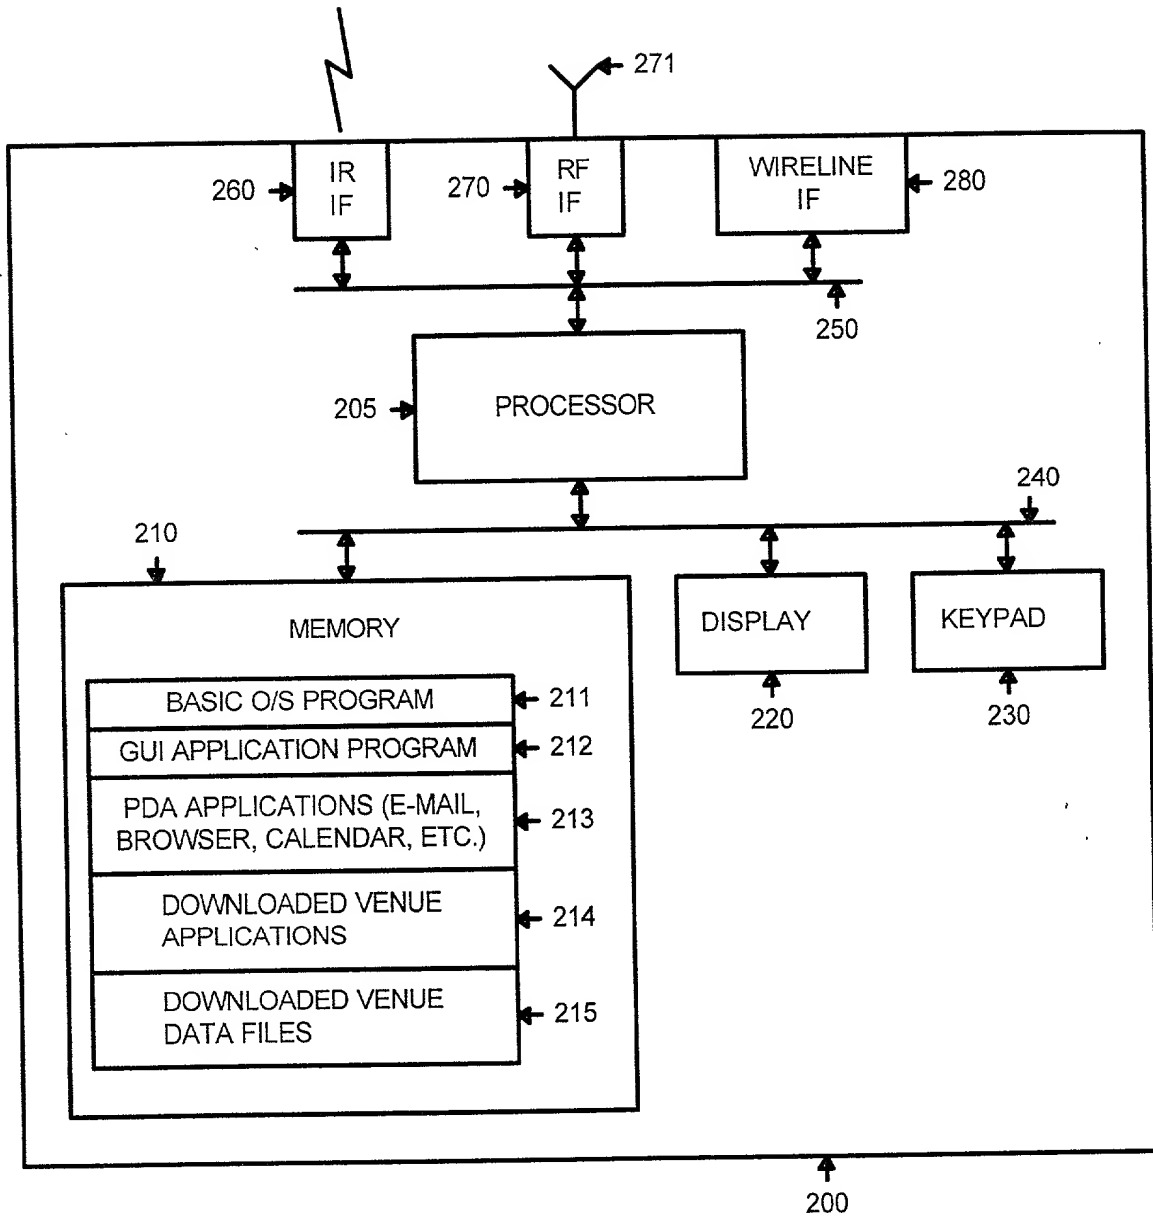 271
IR
IF
260
RF
IF
270
WIRELINE
IF
280
250
PROCESSOR
205
240
210
MEMORY
DISPLAY
KEYPAD
220
230
BASIC O/S PROGRAM
211
GUI APPLICATION PROGRAM
212
PDA APPLICATIONS (E-MAIL,
BROWSER, CALENDAR, ETC.)
213
DOWNLOADED VENUE
APPLICATIONS
214
DOWNLOADED VENUE
DATA FILES
215
200